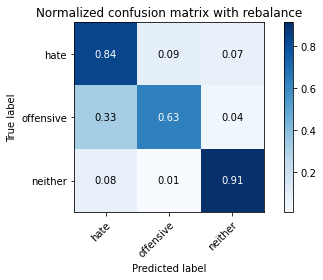 Normalized confusion matrix with rebalance
True label
hate 0.84 0.09 0.07
offensive 0.33 0.63 0.04
neither 0.08 0.01 0.91
hate offensive neither
Predicted label
0.8
0.6
0.4
0.2